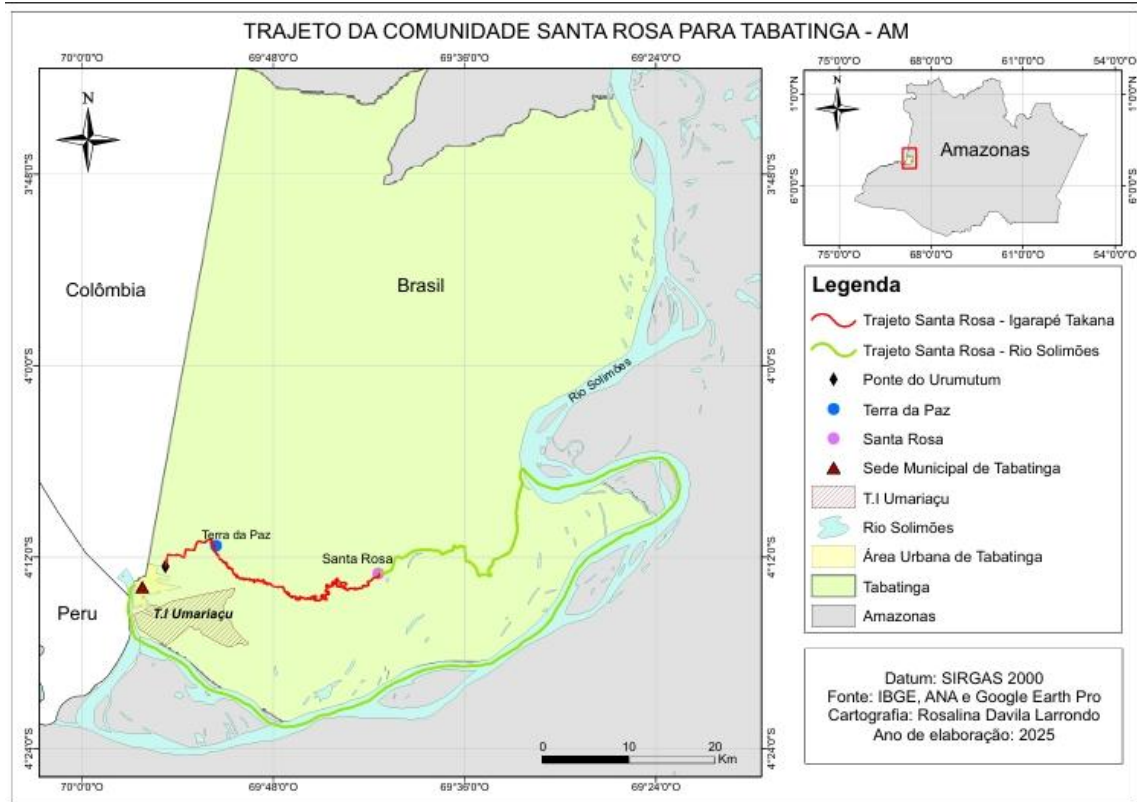 TRAJETO DA COMUNIDADE SANTA ROSA PARA TABATINGA - AM
70°0'0"O 69°48'0"O 69°36'0"O 69°24'0"O
N
3°48'0"S
4°0'0"S
4°12'0"S
4°24'0"S
Colômbia
Brasil
Peru
Rio Solimões
Terra da Paz
Santa Rosa
T.I Umariaçu
3°48'0"S
4°0'0"S
4°12'0"S
4°24'0"S
0 10 20
Km
70°0'0"O 69°48'0"O 69°36'0"O 69°24'0"O
75°0'0"O 68°0'0"O 61°0'0"O 54°0'0"O
N
1°0'0"N
6°0'0"S
Amazonas
1°0'0"N
6°0'0"S
75°0'0"O 68°0'0"O 61°0'0"O 54°0'0"O
Legenda
Trajeto Santa Rosa - Igarapé Takana
Trajeto Santa Rosa - Rio Solimões
Ponte do Urumutum
Terra da Paz
Santa Rosa
Sede Municipal de Tabatinga
T.I Umariaçu
Rio Solimões
Área Urbana de Tabatinga
Tabatinga
Amazonas
Datum: SIRGAS 2000
Fonte: IBGE, ANA e Google Earth Pro
Cartografia: Rosalina Davila Larrondo
Ano de elaboração: 2025